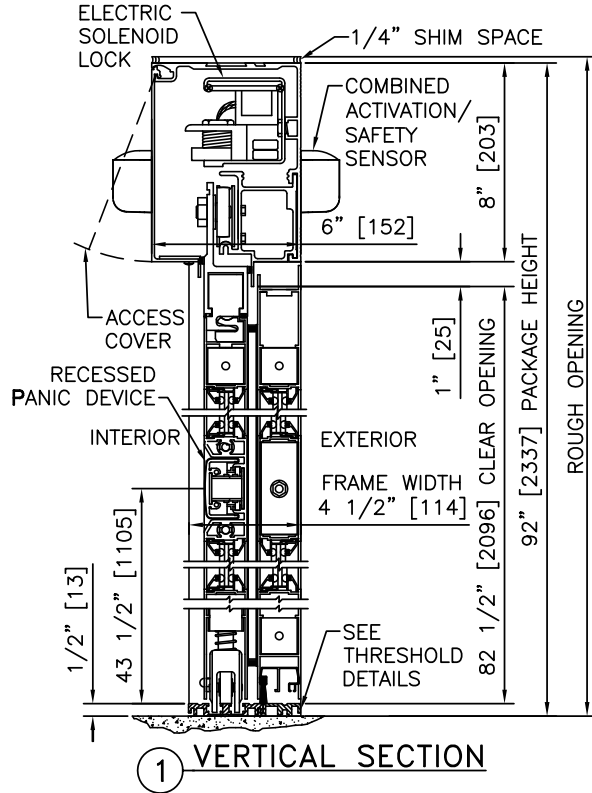 ELECTRIC
SOLENOID
LOCK
1/4" SHIM SPACE
COMBINED
ACTIVATION/
SAFETY
SENSOR
8" [203]
6" [152]
ACCESS
COVER
1" [25]
RECESSED
PANIC DEVICE
INTERIOR
EXTERIOR
FRAME WIDTH
4 1/2" [114]
82 1/2" [2096] CLEAR OPENING
92" [2337] PACKAGE HEIGHT
ROUGH OPENING
1/2" [13]
43 1/2" [1105]
SEE
THRESHOLD
DETAILS
1 VERTICAL SECTION